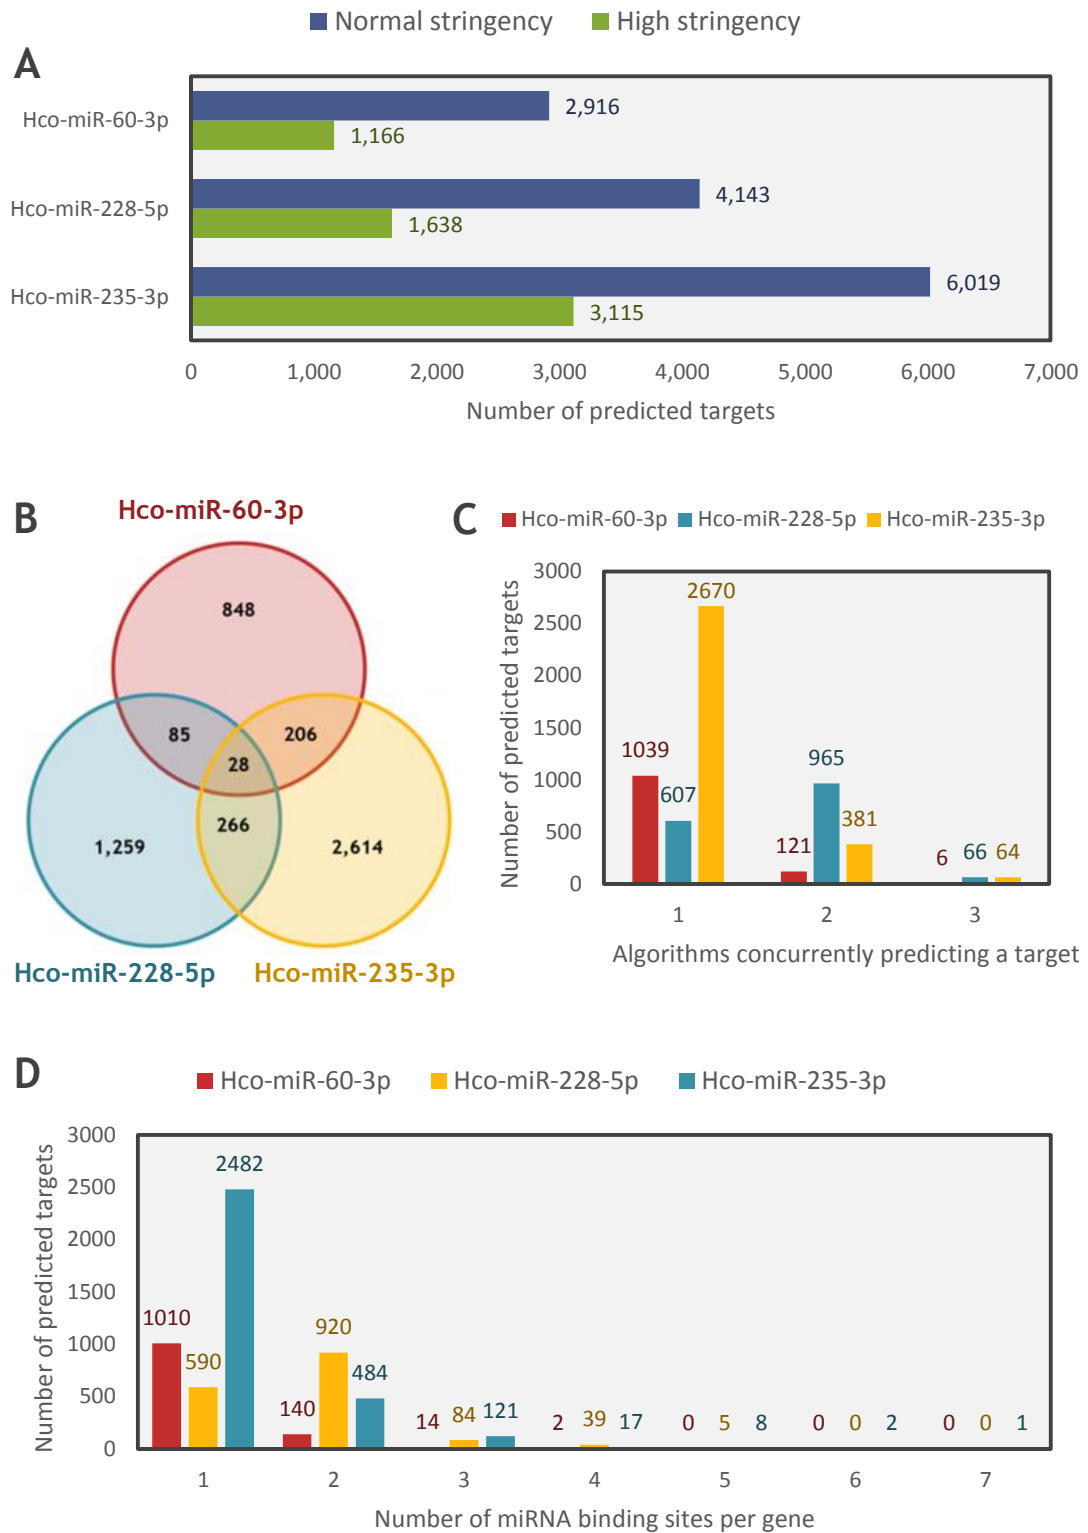 Normal stringency High stringency
A
Hco-miR-60-3p 2,916
1,166
Hco-miR-228-5p 4,143
1,638
Hco-miR-235-3p 6,019
3,115
0 1,000 2,000 3,000 4,000 5,000 6,000 7,000
Number of predicted targets
B
Hco-miR-60-3p
848
85 206
28
266
1,259 2,614
Hco-miR-228-5p Hco-miR-235-3p
C
Hco-miR-60-3p Hco-miR-228-5p Hco-miR-235-3p
Number of predicted targets
3000
2500
2000
1500
1000
500
0
1039 607 2670
121 965 381
6 66 64
1 2 3
Algorithms concurrently predicting a target
D
Hco-miR-60-3p Hco-miR-228-5p Hco-miR-235-3p
Number of predicted targets
3000
2500
2000
1500
1000
500
0
1010 590 2482
140 920 484
14 84 121
2 39 17
0 5 8
0 0 2
0 0 1
1 2 3 4 5 6 7
Number of miRNA binding sites per gene